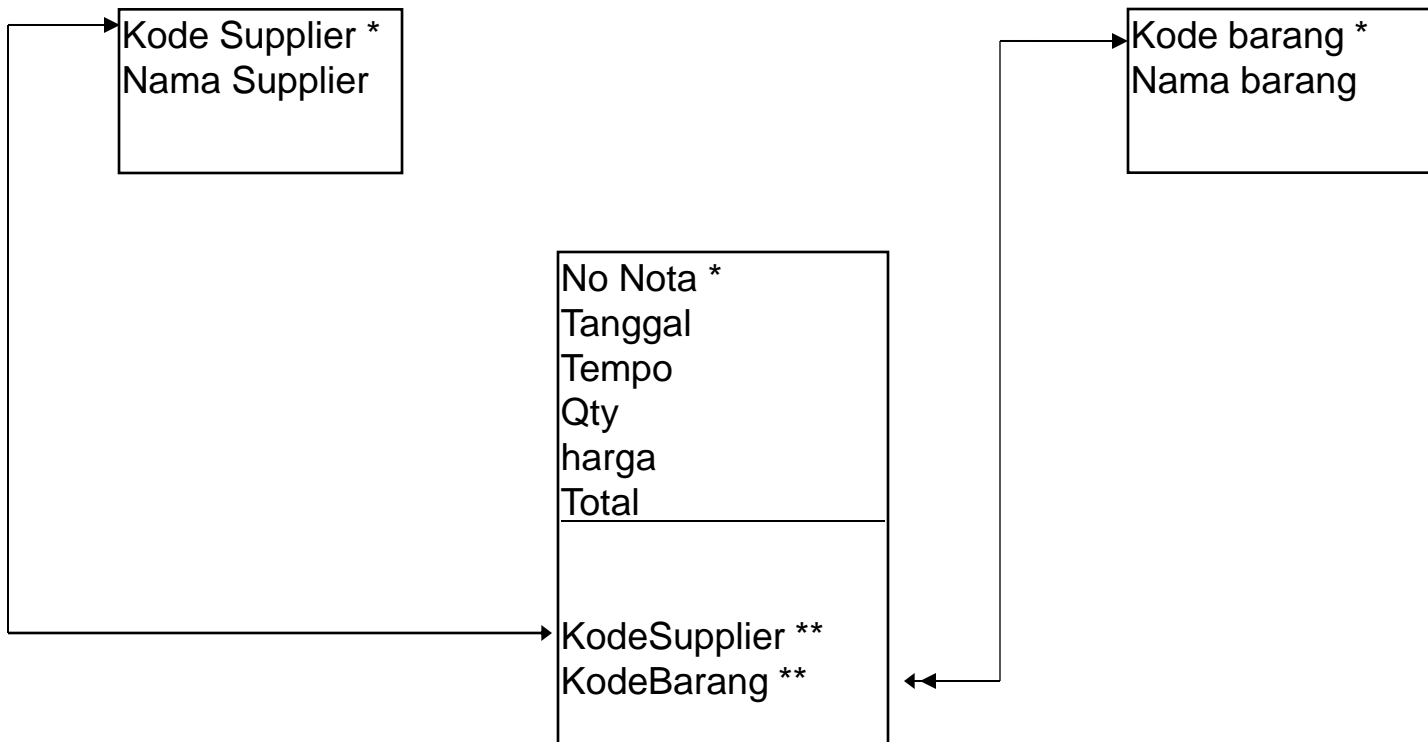 Kode Supplier *
Nama Supplier
Kode barang *
Nama barang
No Nota *
Tanggal
Tempo
Qty
harga
Total
KodeSupplier **
KodeBarang **